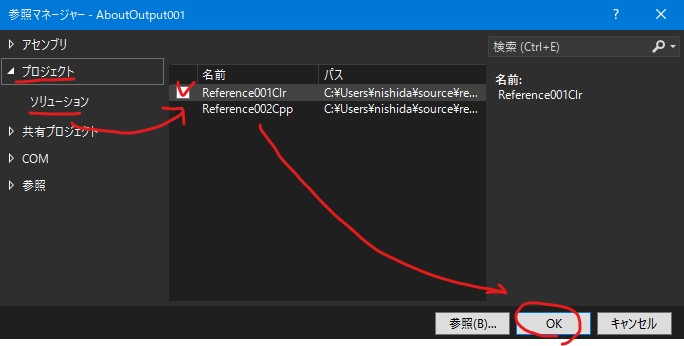 参照マネージャー - AboutOutput001
? ×
アセンブリ
プロジェクト
ソリューション
共有プロジェクト
COM
参照
名前 パス
Reference001Clr C:¥Users¥nishida¥source¥re...
Reference002Cpp C:¥Users¥nishida¥source¥re...
検索 (Ctrl+E)
名前:
Reference001Clr
参照(B)... OK キャンセル